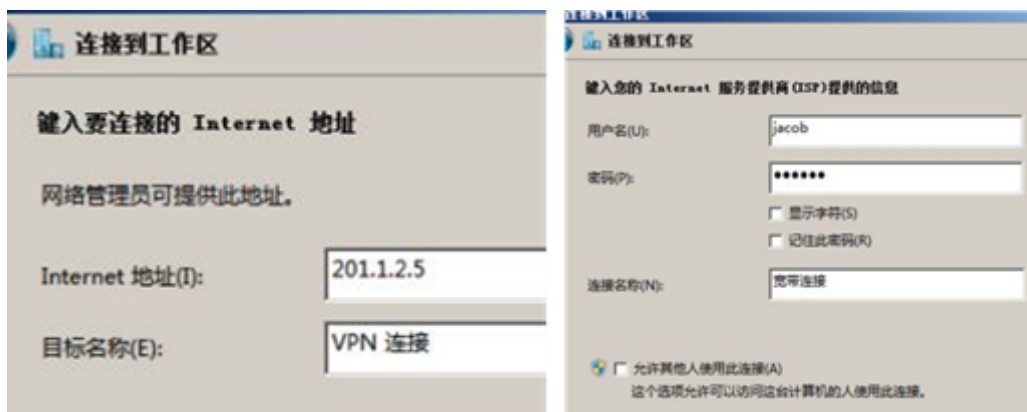 连接到工作区
键入要连接的 Internet 地址
网络管理员可提供此地址。
Internet 地址(I):
201.1.2.5
目标名称(E):
VPN 连接
连接到工作区
连接到工作区
键入您的 Internet 服务提供商(ISP)提供的信息
用户名(U):
jacob
密码(P):
••••••
显示字符(S)
记住此密码(R)
连接名称(N):
宽带连接
允许其他人使用此连接(A)
这个选项允许可以访问这台计算机的人使用此连接。